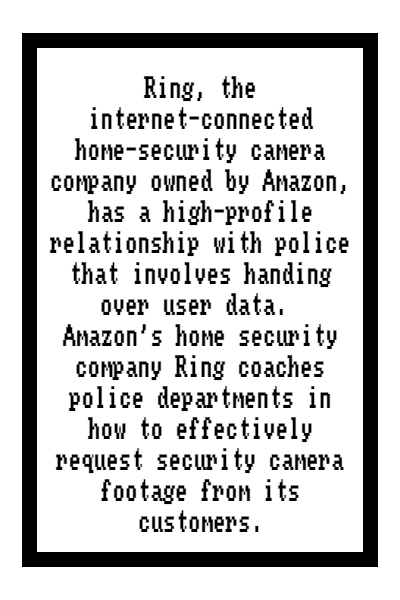 Ring, the
internet-connected
home-security camera
company owned by Amazon,
has a high-profile
relationship with police
that involves handing
over user data.
Amazon's home security
company Ring coaches
police departments in
how to effectively
request security camera
footage from its
customers.